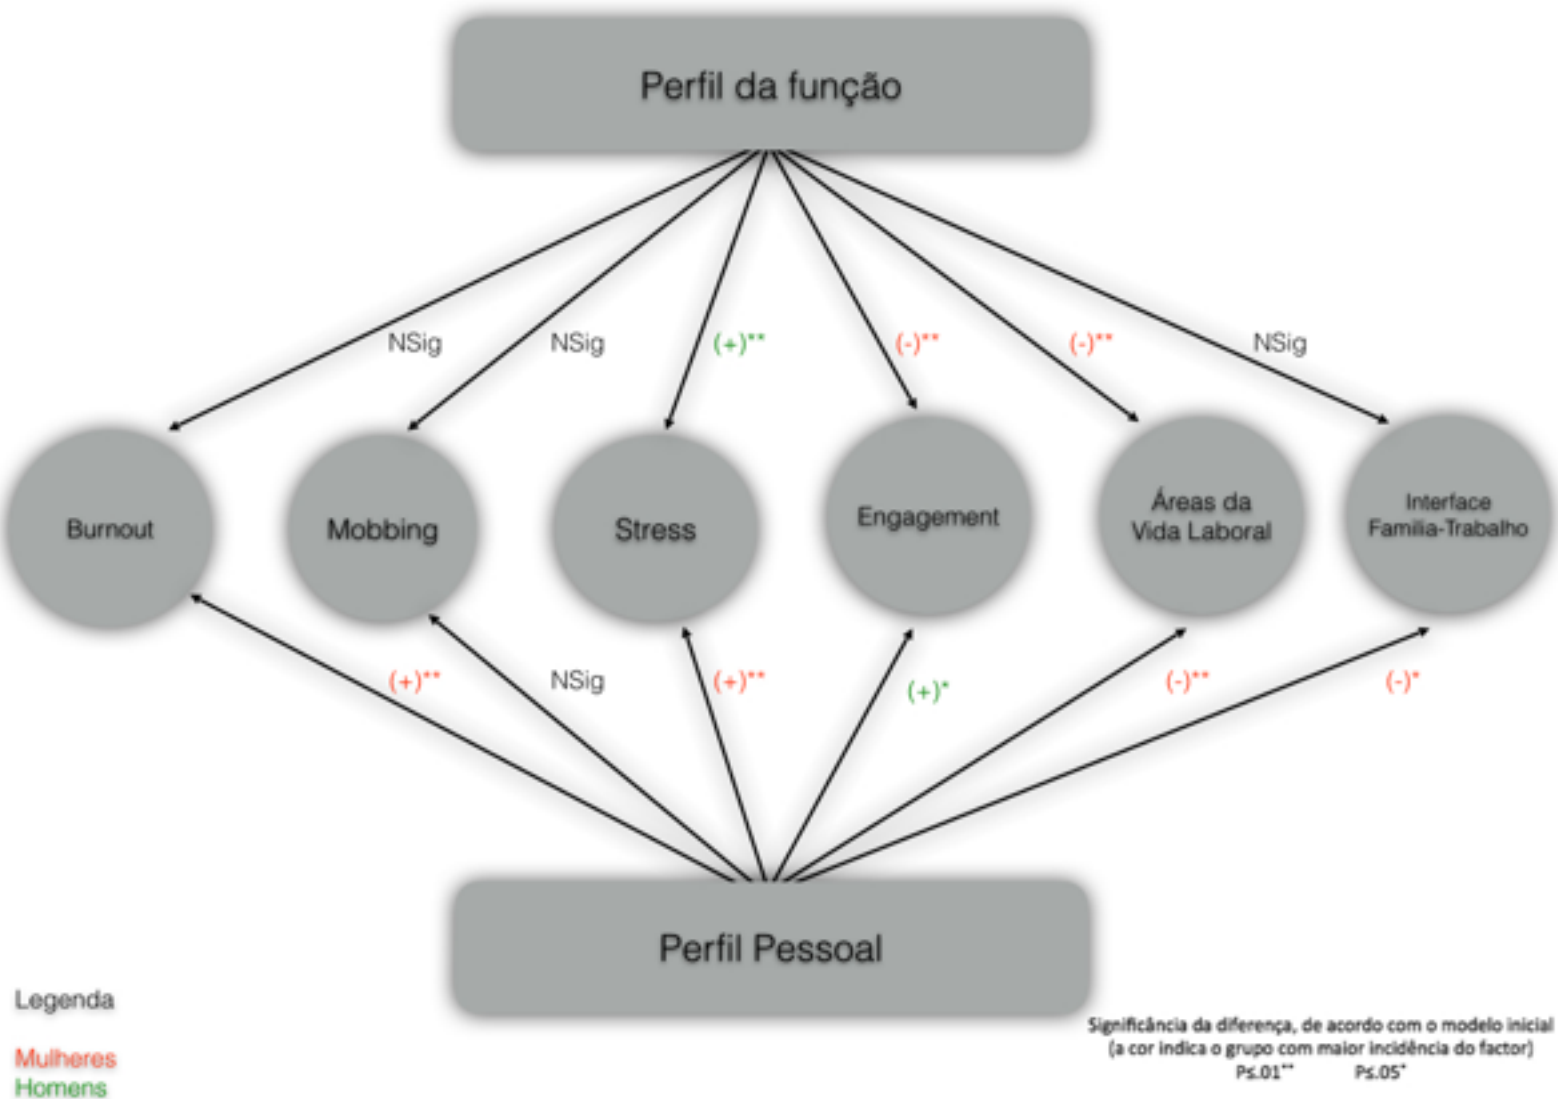 Perfil da função
NSig
NSig
(+)**
(-)**
(-)**
NSig
Burnout
Mobbing
Stress
Engagement
Áreas da
Vida Laboral
Interface
Familia-Trabalho
(+)**
NSig
(+)**
(+)*
(-)**
(-)*
Perfil Pessoal
Legenda
Mulheres
Homens
Significância da diferença, de acordo com o modelo inicial
(a cor indica o grupo com maior incidência do factor)
P≤.01** P≤.05*